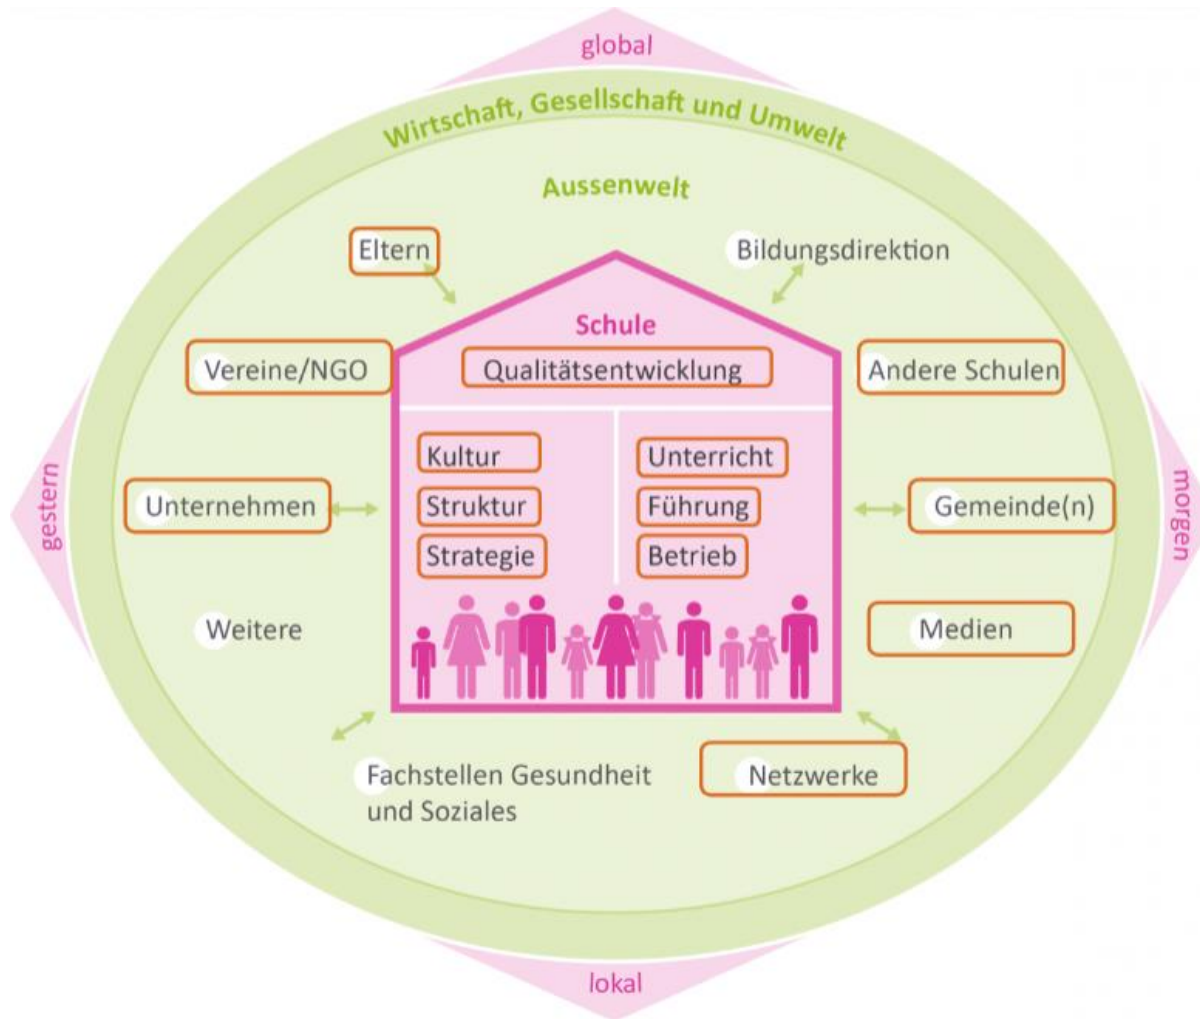 global
Wirtschaft, Gesellschaft und Umwelt
Aussenwelt
Eltern
Bildungsdirektion
Schule
Vereine/NGO
Qualitätsentwicklung
Andere Schulen
Kultur
Unterricht
gestern
Unternehmen
Struktur
Führung
Gemeinde(n)
morgen
Strategie
Betrieb
Weitere
Medien
Fachstellen Gesundheit
und Soziales
Netzwerke
lokal